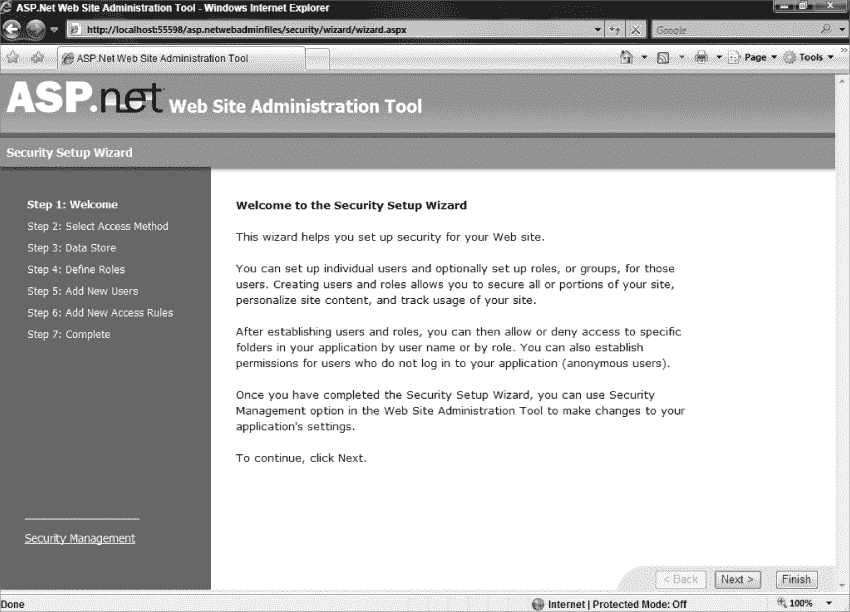 ASP.Net Web Site Administration Tool - Windows Internet Explorer
http://localhost:55598/asp.netwebadminfiles/security/wizard/wizard.aspx
Google
ASP.Net Web Site Administration Tool
Page
Tools
ASP.net Web Site Administration Tool
Security Setup Wizard
Step 1: Welcome
Step 2: Select Access Method
Step 3: Data Store
Step 4: Define Roles
Step 5: Add New Users
Step 6: Add New Access Rules
Step 7: Complete
Security Management
Welcome to the Security Setup Wizard
This wizard helps you set up security for your Web site.
You can set up individual users and optionally set up roles, or groups, for those
users. Creating users and roles allows you to secure all or portions of your site,
personalize site content, and track usage of your site.
After establishing users and roles, you can then allow or deny access to specific
folders in your application by user name or by role. You can also establish
permissions for users who do not log in to your application (anonymous users).
Once you have completed the Security Setup Wizard, you can use Security
Management option in the Web Site Administration Tool to make changes to your
application's settings.
To continue, click Next.
< Back
Next >
Finish
Done
Internet | Protected Mode: Off
100%